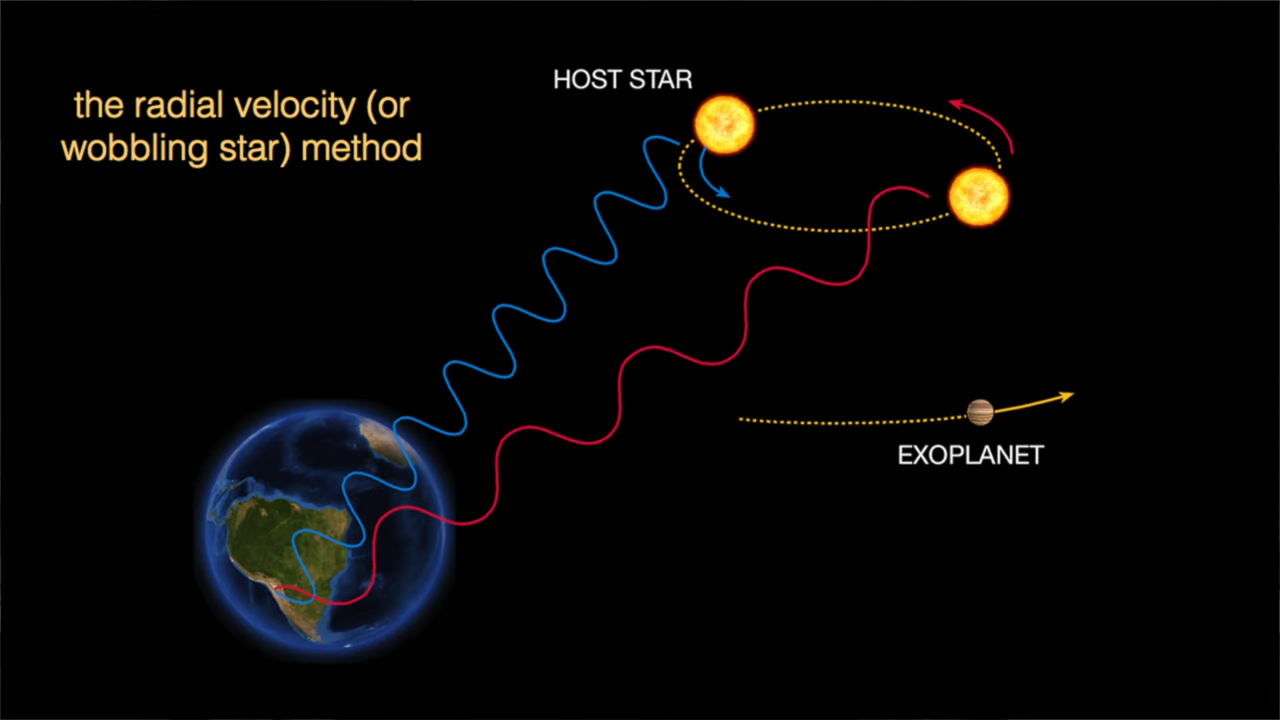 the radial velocity (or
wobbling star) method
HOST STAR
EXOPLANET